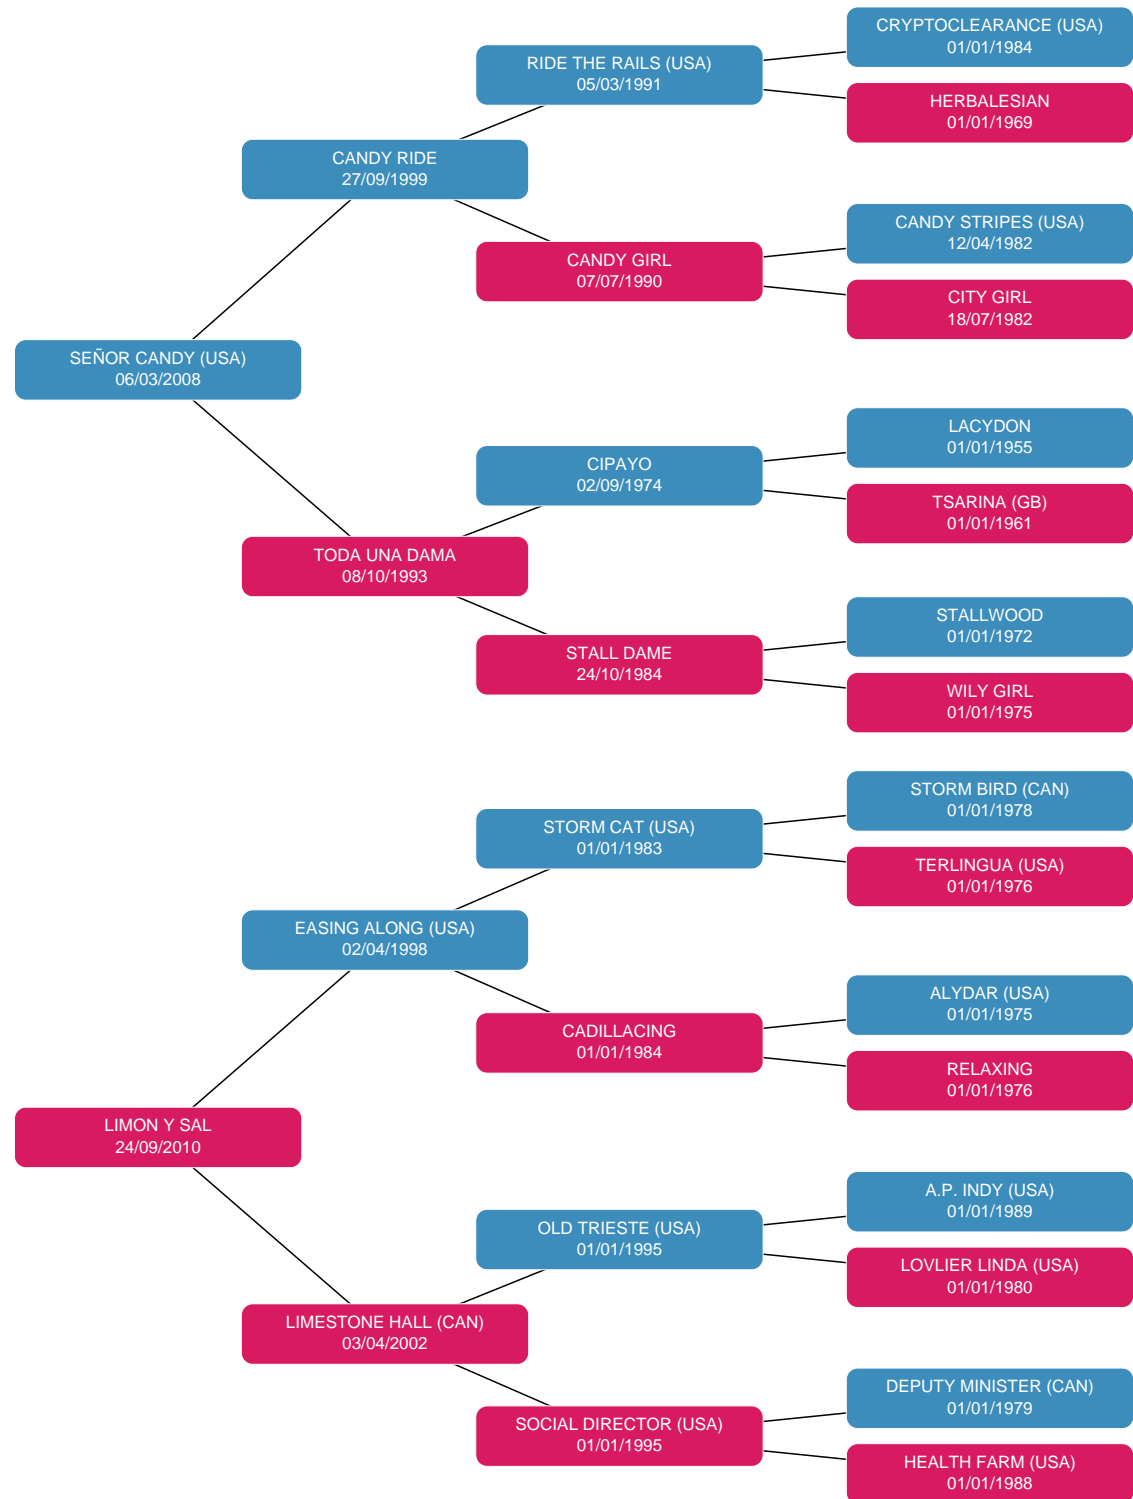 CRYPTOCLEARANCE (USA)
01/01/1984
RIDE THE RAILS (USA)
05/03/1991
HERBALESIAN
01/01/1969
CANDY RIDE
27/09/1999
CANDY STRIPES (USA)
12/04/1982
CANDY GIRL
07/07/1990
CITY GIRL
18/07/1982
SEÑOR CANDY (USA)
06/03/2008
LACYDON
01/01/1955
CIPAYO
02/09/1974
TSARINA (GB)
01/01/1961
TODA UNA DAMA
08/10/1993
STALLWOOD
01/01/1972
STALL DAME
24/10/1984
WILY GIRL
01/01/1975
STORM BIRD (CAN)
01/01/1978
STORM CAT (USA)
01/01/1983
TERLINGUA (USA)
01/01/1976
EASING ALONG (USA)
02/04/1998
ALYDAR (USA)
01/01/1975
CADILLACING
01/01/1984
RELAXING
01/01/1976
LIMON Y SAL
24/09/2010
A.P. INDY (USA)
01/01/1989
OLD TRIESTE (USA)
01/01/1995
LOVLIER LINDA (USA)
01/01/1980
LIMESTONE HALL (CAN)
03/04/2002
DEPUTY MINISTER (CAN)
01/01/1979
SOCIAL DIRECTOR (USA)
01/01/1995
HEALTH FARM (USA)
01/01/1988